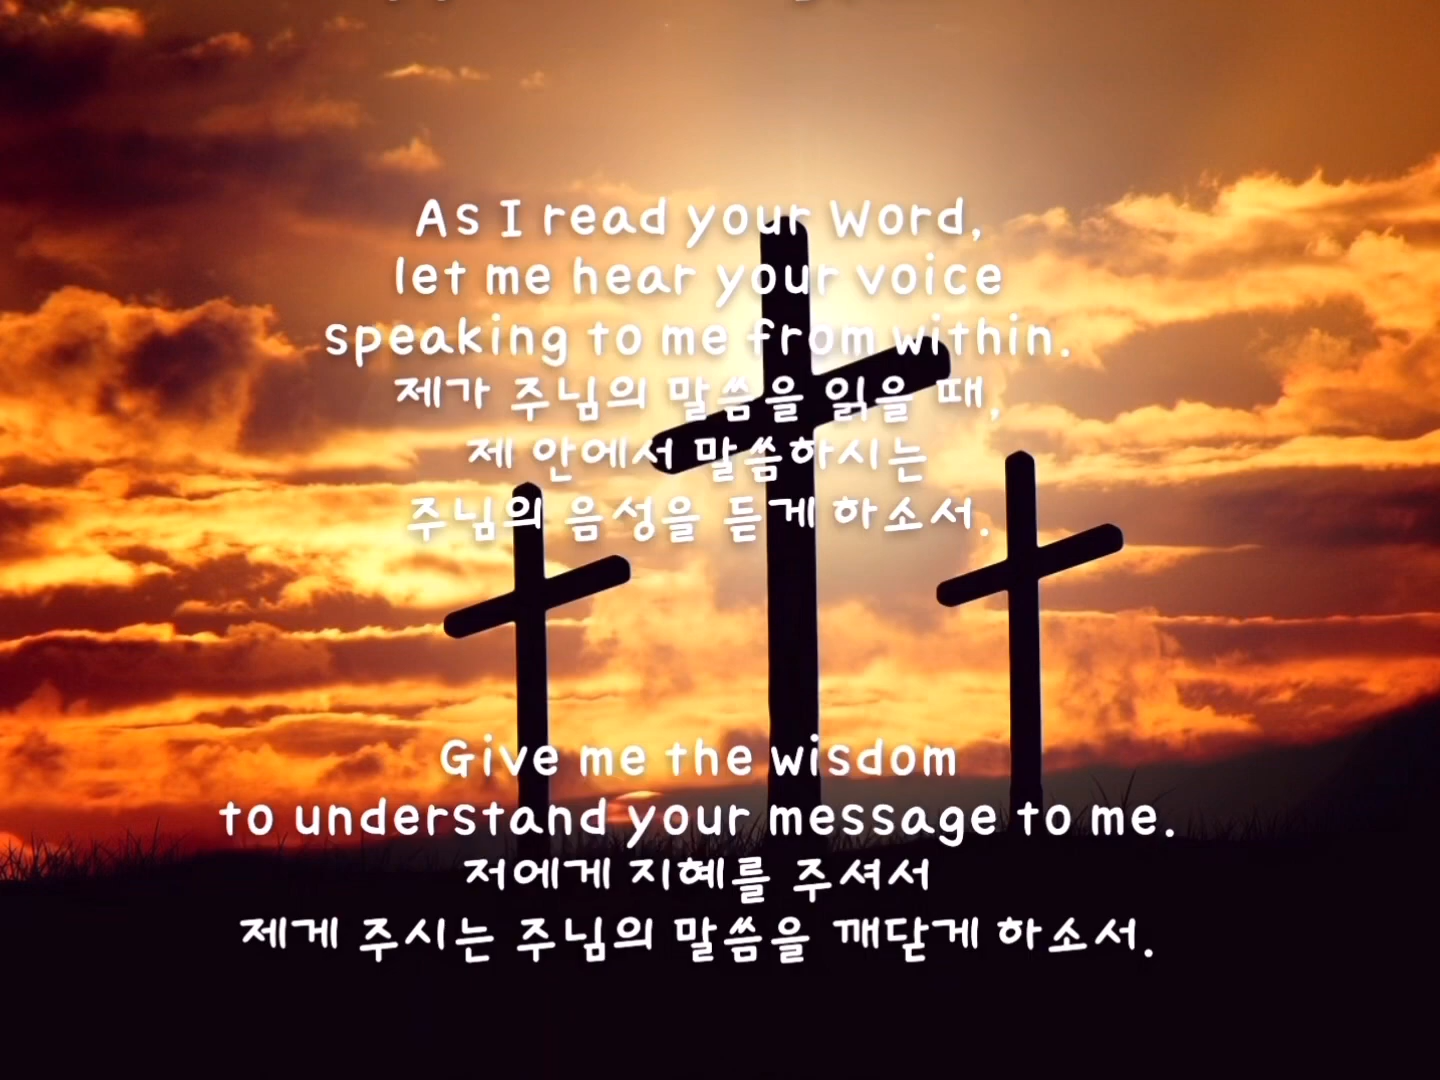 As I read your Word,
let me hear your voice
speaking to me from within.
제가 주님의 말씀을 읽을 때,
제 안에서 말씀하시는
주님의 음성을 듣게 하소서.
Give me the wisdom
to understand your message to me.
저에게 지혜를 주셔서
제게 주시는 주님의 말씀을 깨닫게 하소서.